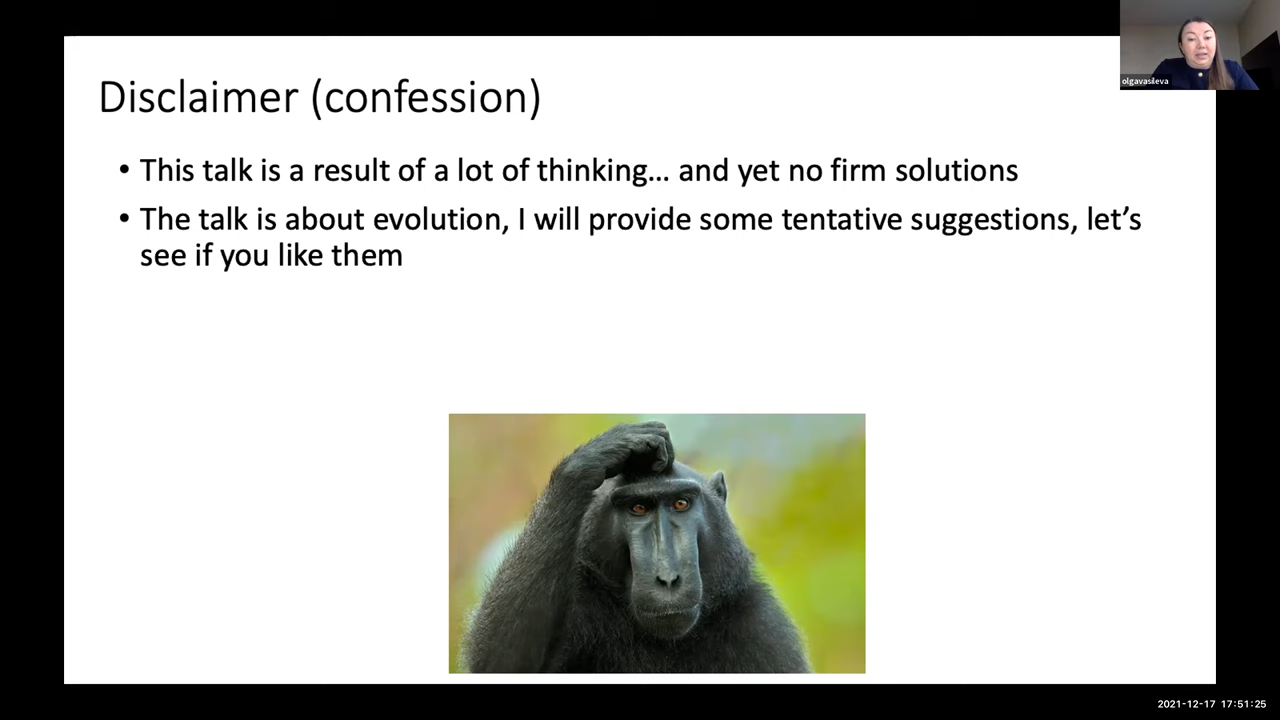 Disclaimer (confession)
• This talk is a result of a lot of thinking… and yet no firm solutions
• The talk is about evolution, I will provide some tentative suggestions, let’s
see if you like them
olgavasileva
2021-12-17 17:51:25